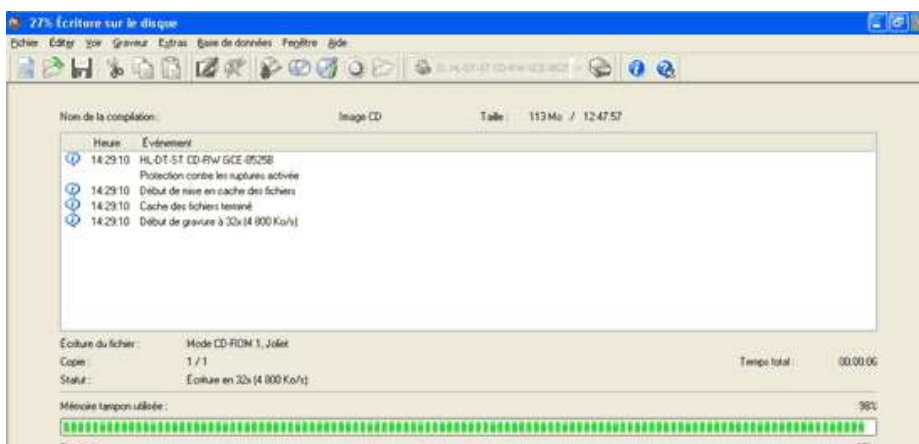 27% Écriture sur le disque
Fichier Éditer Voir Graveur Extras Base de données Fenêtre Aide
Nom de la compilation : Image CD Taille : 113 Mo / 12:47:57
Heure Événement
14:29:10 HL-DT-ST CD-RW GCE-8525B
Protection contre les ruptures activée
14:29:10 Début de mise en cache des fichiers
14:29:10 Cache des fichiers terminé
14:29:10 Début de gravure à 32x (4 800 Ko/s)
Écriture du fichier : Mode CD-ROM 1, Joliet
Copie : 1 / 1 Temps total : 00:00:06
Statut : Écriture en 32x (4 800 Ko/s)
Mémoire tampon utilisée : 98%